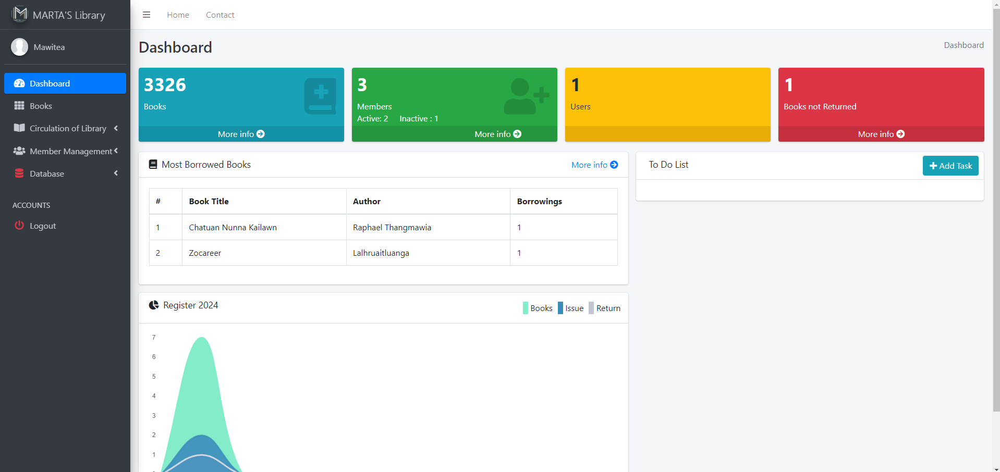 MARTA'S Library
Home
Contact
Mawitea
Dashboard
Books
Circulation of Library
Member Management
Database
ACCOUNTS
Logout
Dashboard
Dashboard
3326
Books
More info
3
Members
Active: 2 Inactive : 1
More info
1
Users
1
Books not Returned
More info
Most Borrowed Books
More info
# Book Title Author Borrowings
1 Chatuan Nunna Kailawn Raphael Thangmawia 1
2 Zocareer Lalhruaitluanga 1
To Do List
Add Task
Register 2024
Books Issue Return
7
6
5
4
3
2
1